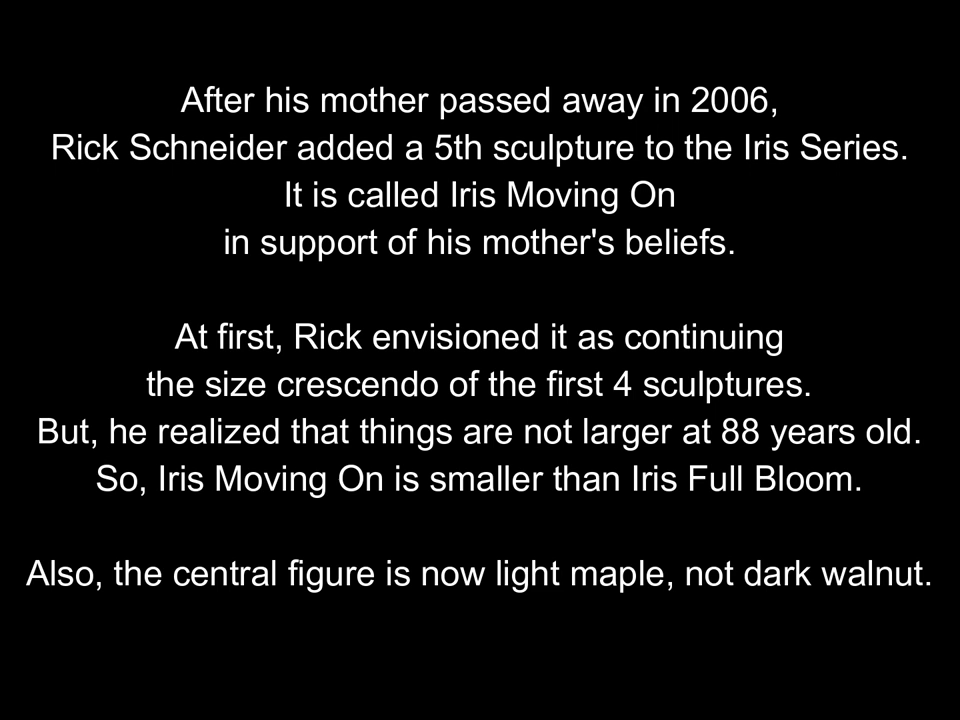 After his mother passed away in 2006,
Rick Schneider added a 5th sculpture to the Iris Series.
It is called Iris Moving On
in support of his mother's beliefs.
At first, Rick envisioned it as continuing
the size crescendo of the first 4 sculptures.
But, he realized that things are not larger at 88 years old.
So, Iris Moving On is smaller than Iris Full Bloom.
Also, the central figure is now light maple, not dark walnut.